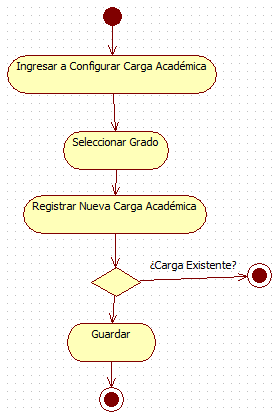 Ingresar a Configurar Carga Académica
Seleccionar Grado
Registrar Nueva Carga Académica
¿Carga Existente?
Guardar